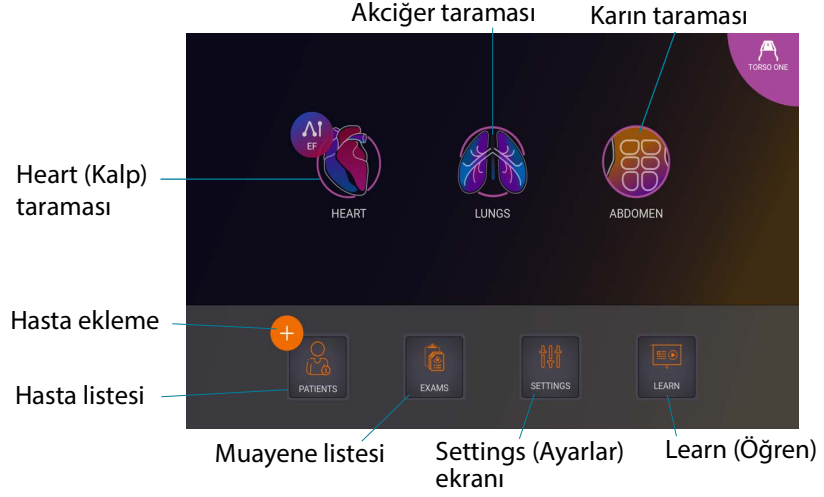 Akciğer taraması
Karın taraması
TORSO ONE
AI
EF
Heart (Kalp)
taraması
HEART
LUNGS
ABDOMEN
Hasta ekleme
+
Hasta listesi
PATIENTS
EXAMS
SETTINGS
LEARN
Muayene listesi
Settings (Ayarlar)
ekranı
Learn (Öğren)